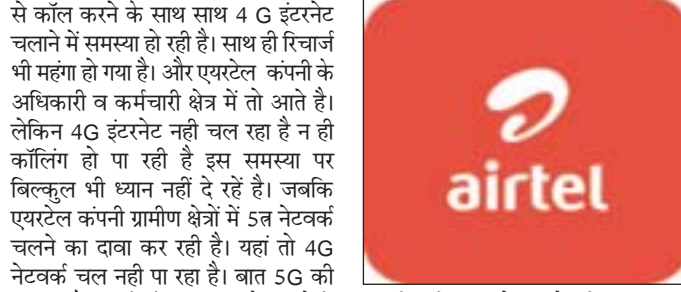 से कॉल करने के साथ साथ 4 G इंटरनेट
चलाने में समस्या हो रही है। साथ ही रिचार्ज
भी महंगा हो गया है। और एयरटेल कंपनी के
अधिकारी व कर्मचारी क्षेत्र में तो आते है।
लेकिन 4G इंटरनेट नही चल रहा है न ही
कॉलिंग हो पा रही है इस समस्या पर
बिल्कुल भी ध्यान नहीं दे रहें है। जबकि
एयरटेल कंपनी ग्रामीण क्षेत्रों में 5त्न नेटवर्क
चलने का दावा कर रही है। यहां तो 4G
नेटवर्क चल नही पा रहा है। बात 5G की
airtel